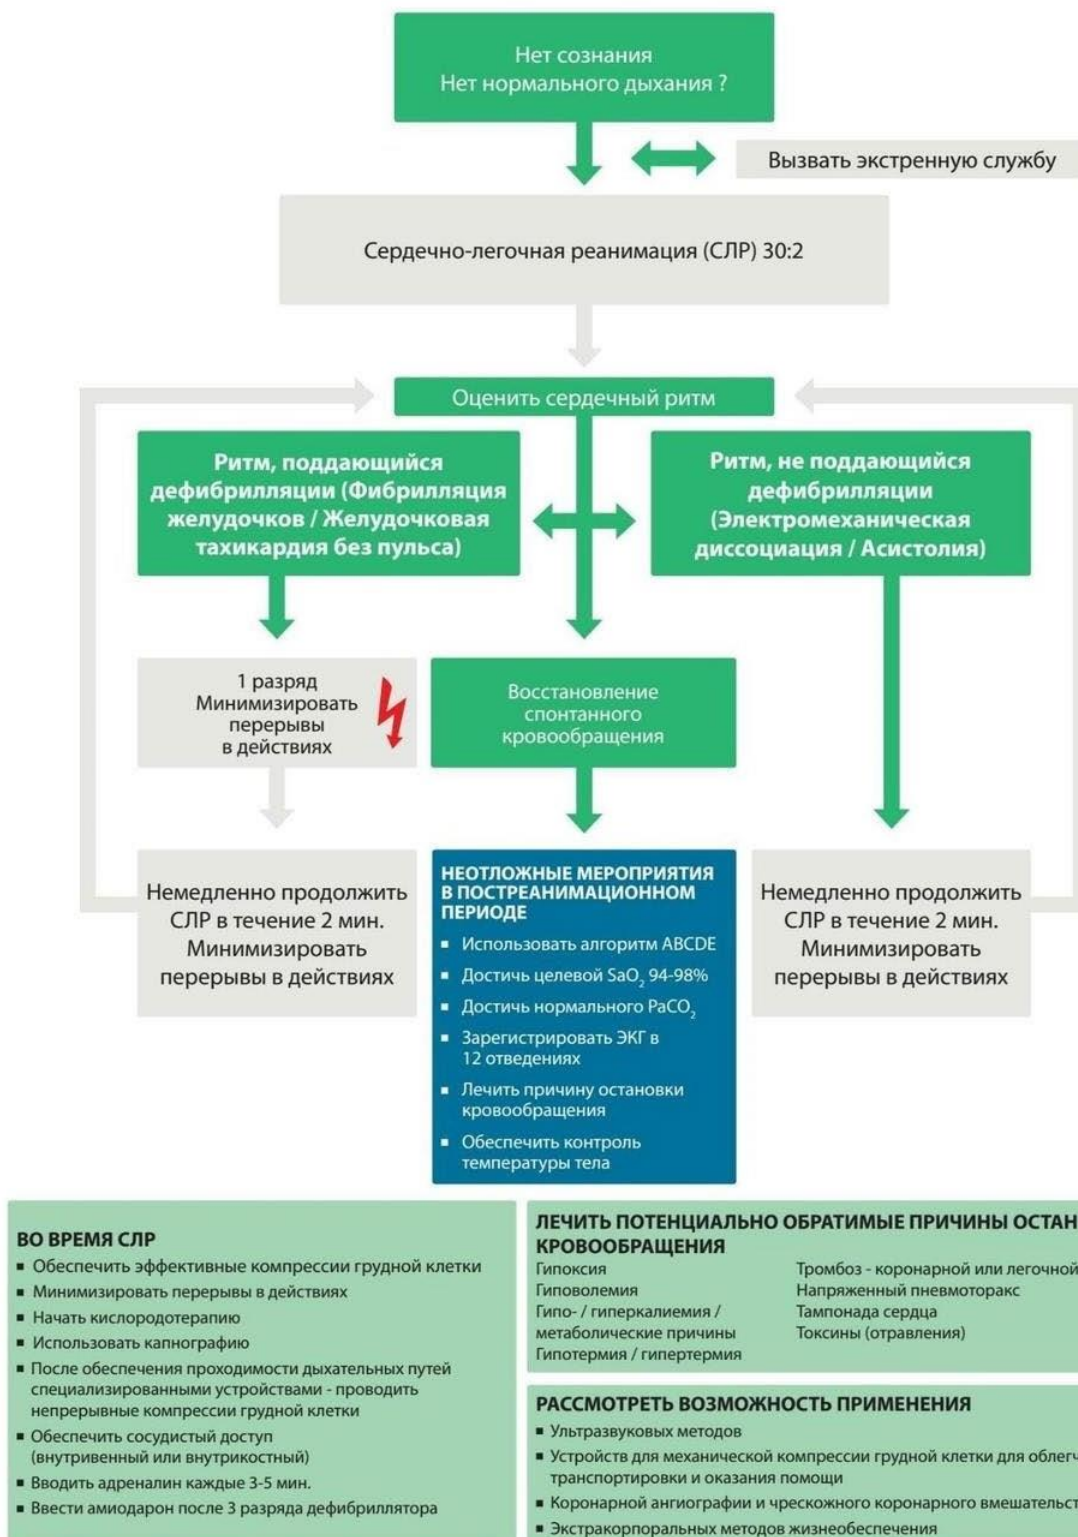 Нет сознания
Нет нормального дыхания ?
Вызвать экстренную службу
Сердечно-легочная реанимация (СЛР) 30:2
Оценить сердечный ритм
Ритм, поддающийся
дефибрилляции (Фибрилляция
желудочков / Желудочковая
тахикардия без пульса)
Ритм, не поддающийся
дефибрилляции
(Электромеханическая
диссоциация / Асистолия)
1 разряд
Минимизировать
перерывы
в действиях
Восстановление
спонтанного
кровообращения
Немедленно продолжить
СЛР в течение 2 мин.
Минимизировать
перерывы в действиях
НЕОТЛОЖНЫЕ МЕРОПРИЯТИЯ
В ПОСТРЕАНИМАЦИОННОМ
ПЕРИОДЕ
▪ Использовать алгоритм ABCDE
▪ Достичь целевой SaO₂ 94-98%
▪ Достичь нормального PaCO₂
▪ Зарегистрировать ЭКГ в
12 отведениях
▪ Лечить причину остановки
кровообращения
▪ Обеспечить контроль
температуры тела
Немедленно продолжить
СЛР в течение 2 мин.
Минимизировать
перерывы в действиях
ВО ВРЕМЯ СЛР
▪ Обеспечить эффективные компрессии грудной клетки
▪ Минимизировать перерывы в действиях
▪ Начать кислородотерапию
▪ Использовать капнографию
▪ После обеспечения проходимости дыхательных путей
специализированными устройствами - проводить
непрерывные компрессии грудной клетки
▪ Обеспечить сосудистый доступ
(внутривенный или внутрикостный)
▪ Вводить адреналин каждые 3-5 мин.
▪ Ввести амиодарон после 3 разряда дефибриллятора
ЛЕЧИТЬ ПОТЕНЦИАЛЬНО ОБРАТИМЫЕ ПРИЧИНЫ ОСТАН
КРОВООБРАЩЕНИЯ
Гипоксия
Гиповолемия
Гипо- / гиперкалиемия /
метаболические причины
Гипотермия / гипертермия
Тромбоз - коронарной или легочной
Напряженный пневмоторакс
Тампонада сердца
Токсины (отравления)
РАССМОТРЕТЬ ВОЗМОЖНОСТЬ ПРИМЕНЕНИЯ
▪ Ультразвуковых методов
▪ Устройств для механической компрессии грудной клетки для облегч
транспортировки и оказания помощи
▪ Коронарной ангиографии и чрескожного коронарного вмешательст
▪ Экстракорпоральных методов жизнеобеспечения